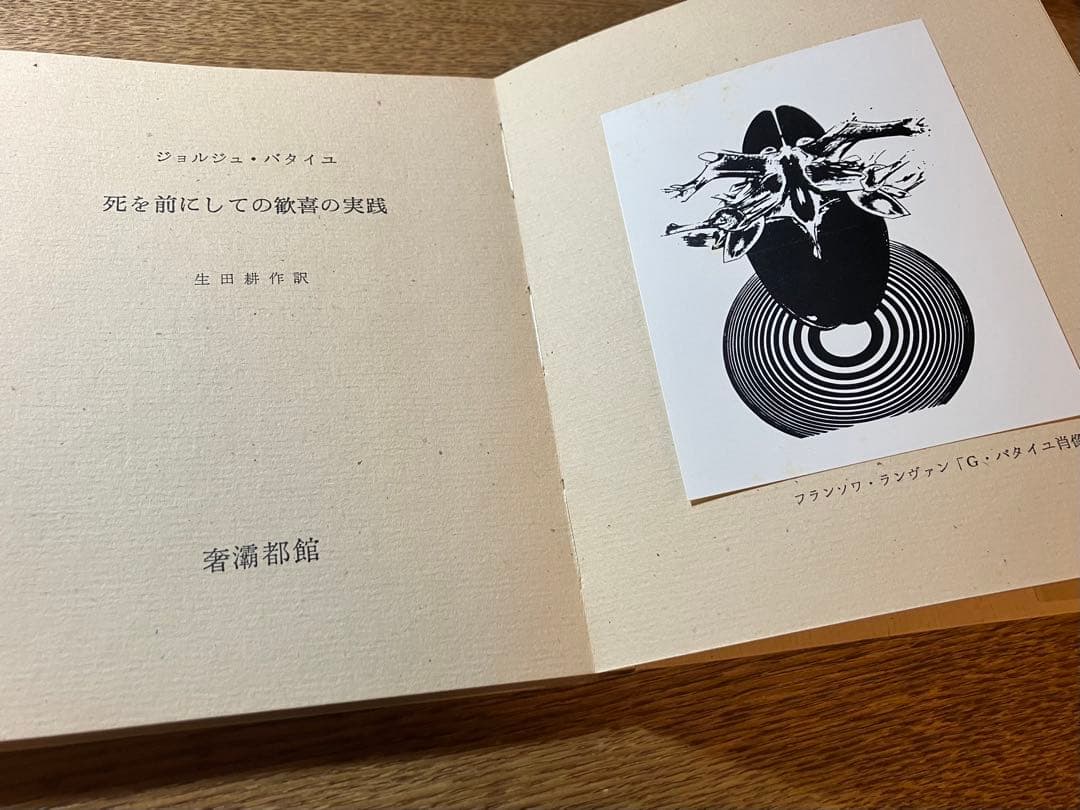 ジョルジュ・バタイユ
死を前にしての歓喜の実践
生田耕作訳
奢灞都館
フランソワ・ランヴァン「G・バタイユ肖像